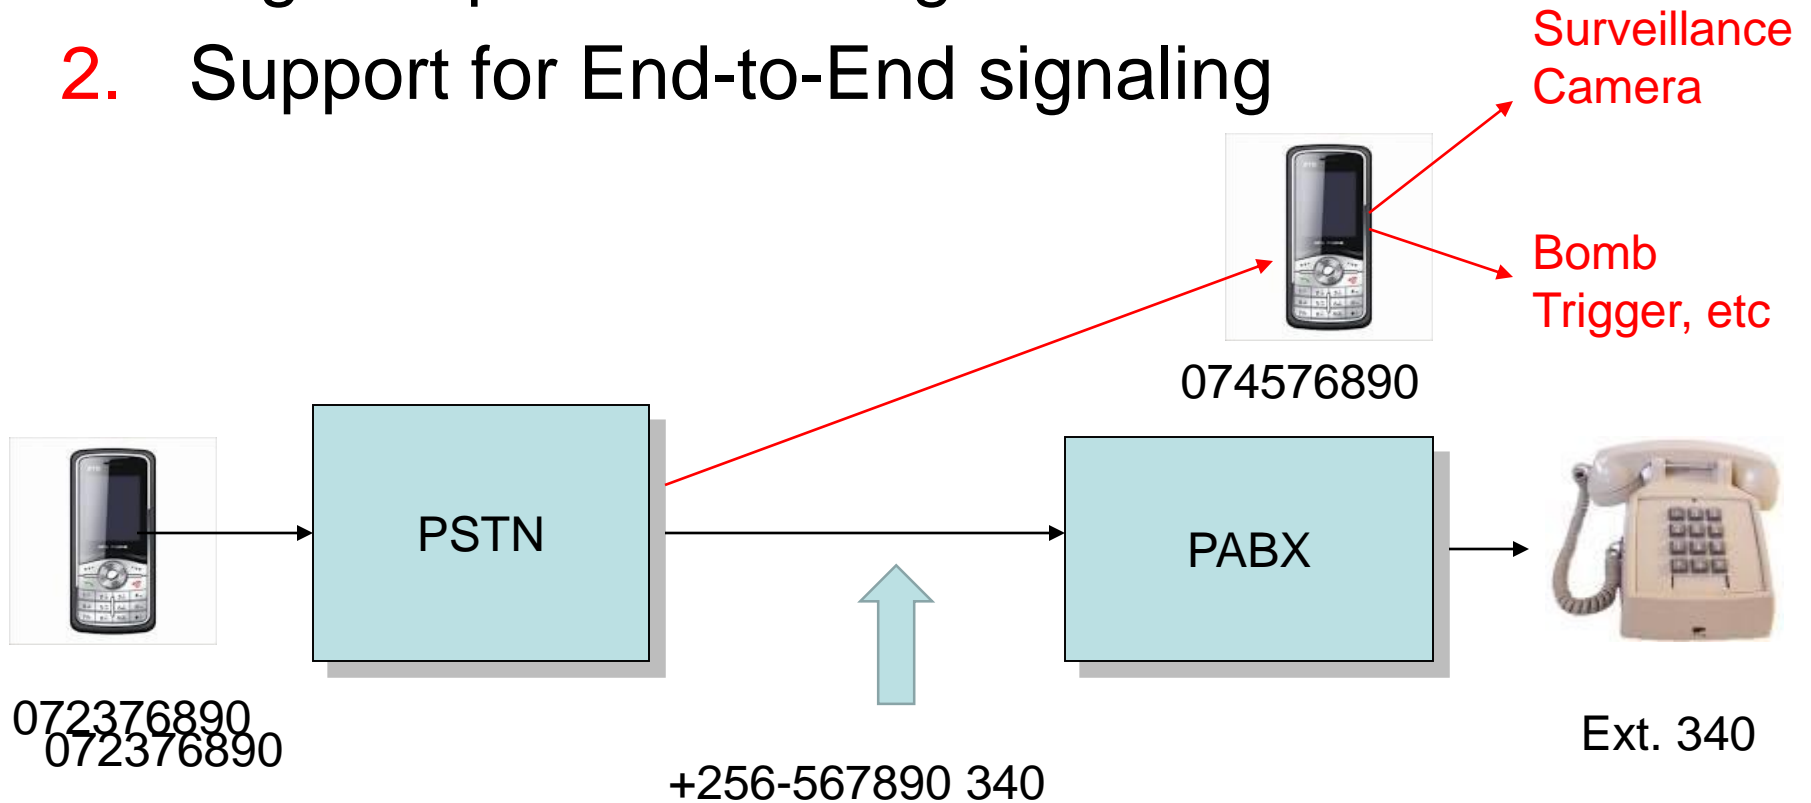 2. Support for End-to-End signaling
Surveillance
Camera
Bomb
Trigger, etc
074576890
PSTN
PABX
072376890
072376890
Ext. 340
+256-567890 340